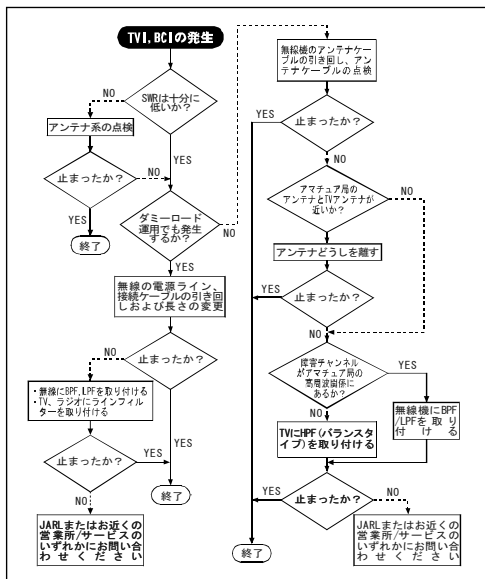 TVI, BCIの発生
SWRは十分に
低いか?
NO
アンテナ系の点検
YES
止まったか?
NO
YES
終了
ダミーロード
運用でも発生
するか?
NO
YES
無線の電源ライン、
接続ケーブルの引き回
しおよび長さの変更
止まったか?
NO
YES
・無線にBPF,LPFを取り付ける
・TV、ラジオにラインフィル
ターを取り付ける
止まったか?
YES
NO
終了
JARLまたはお近くの
営業所/サービスの
いずれかにお問い合
わせください
無線機のアンテナケー
ブルの引き回し、アン
テナケーブルの点検
YES
止まったか?
NO
アマチュア局の
アンテナとTVアンテナが
近いか?
NO
YES
アンテナどうしを離す
YES
止まったか?
NO
障害チャンネル
がアマチュア局の
高周波関係に
あるか?
YES
NO
無線機にBPF
/LPFを取り
付ける
TVにHPF(バランスタ
イプ)を取り付ける
YES
止まったか?
NO
終了
JARLまたはお近くの
営業所/サービスの
いずれかにお問い合
わせください